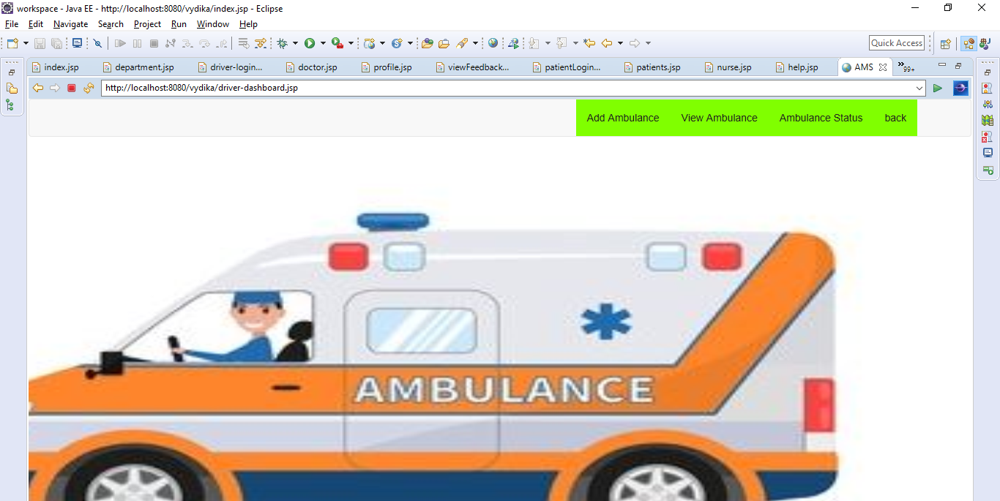 workspace - Java EE - http://localhost:8080/vydika/index.jsp - Eclipse
File Edit Navigate Search Project Run Window Help
Quick Access
index.jsp department.jsp driver-login... doctor.jsp profile.jsp viewFeedback... patientLogin... patients.jsp nurse.jsp help.jsp AMS »99+
http://localhost:8080/vydika/driver-dashboard.jsp
Add Ambulance View Ambulance Ambulance Status back
AMBULANCE